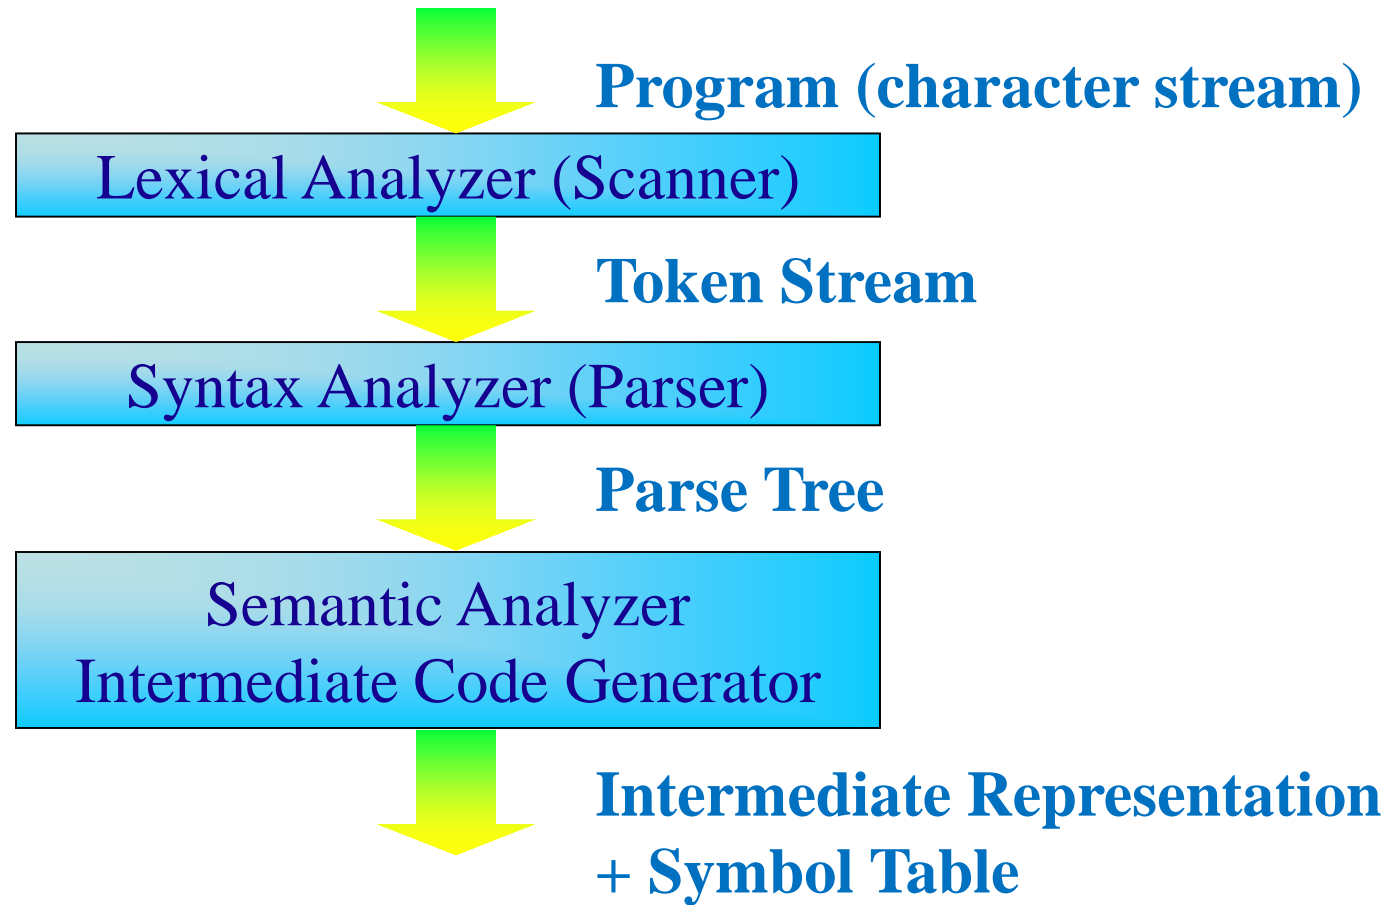 Program (character stream)
Lexical Analyzer (Scanner)
Token Stream
Syntax Analyzer (Parser)
Parse Tree
Semantic Analyzer
Intermediate Code Generator
Intermediate Representation
+ Symbol Table